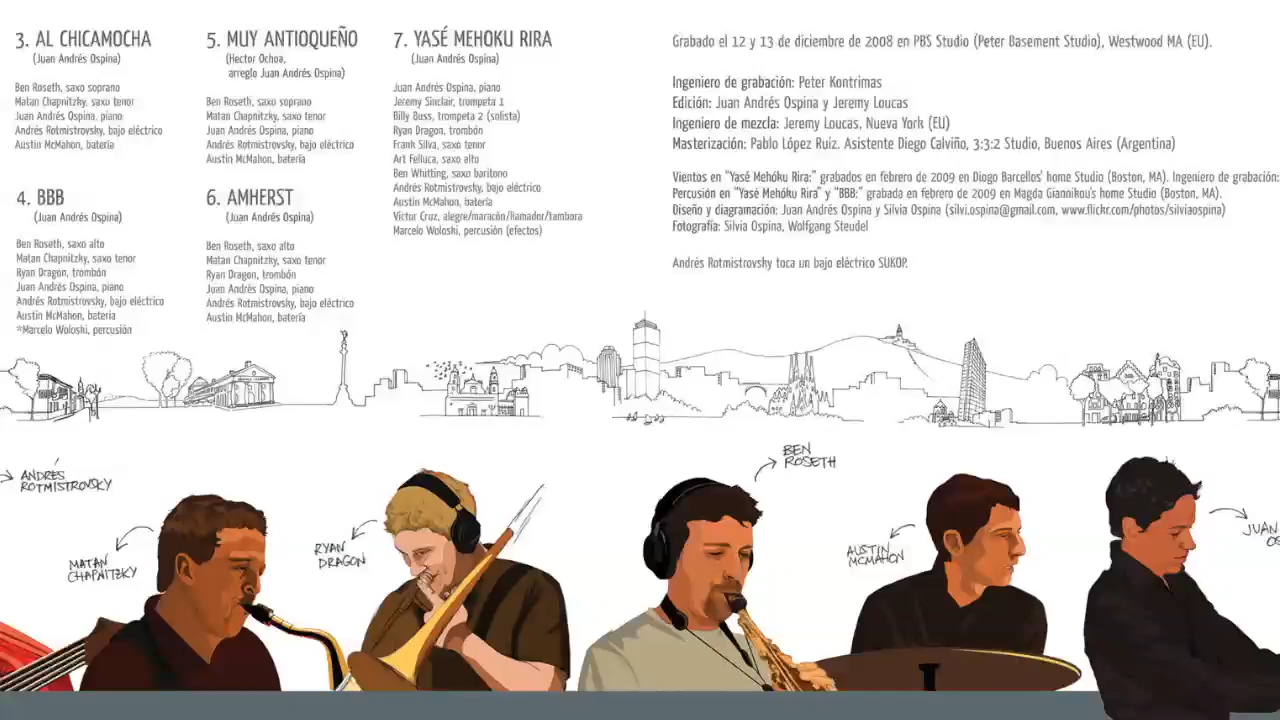 3. AL CHICAMOCHA
(Juan Andrés Ospina)
Ben Roseth, saxo soprano
Matan Chapnitzky, saxo tenor
Juan Andrés Ospina, piano
Andrés Rotmistrovsky, bajo eléctrico
Austin McMahon, batería
4. BBB
(Juan Andrés Ospina)
Ben Roseth, saxo alto
Matan Chapnitzky, saxo tenor
Ryan Dragon, trombón
Juan Andrés Ospina, piano
Andrés Rotmistrovsky, bajo eléctrico
Austin McMahon, batería
*Marcelo Woloski, percusión
5. MUY ANTIOQUEÑO
(Hector Ochoa,
arreglo Juan Andrés Ospina)
Ben Roseth, saxo soprano
Matan Chapnitzky, saxo tenor
Juan Andrés Ospina, piano
Andrés Rotmistrovsky, bajo eléctrico
Austin McMahon, batería
6. AMHERST
(Juan Andrés Ospina)
Ben Roseth, saxo alto
Matan Chapnitzky, saxo tenor
Ryan Dragon, trombón
Juan Andrés Ospina, piano
Andrés Rotmistrovsky, bajo eléctrico
Austin McMahon, batería
7. YASÉ MEHOKU RIRA
(Juan Andrés Ospina)
Juan Andrés Ospina, piano
Jeremy Sinclair, trompeta 1
Billy Buss, trompeta 2 (solista)
Ryan Dragon, trombón
Frank Silva, saxo tenor
Art Felluca, saxo alto
Ben Whitting, saxo baritono
Andrés Rotmistrovsky, bajo eléctrico
Austin McMahon, batería
Victor Cruz, alegre/maracón/llamador/tambora
Marcelo Woloski, percusión (efectos)
Grabado el 12 y 13 de diciembre de 2008 en PBS Studio (Peter Basement Studio), Westwood MA (EU).
Ingeniero de grabación: Peter Kontrimas
Edición: Juan Andrés Ospina y Jeremy Loucas
Ingeniero de mezcla: Jeremy Loucas, Nueva York (EU)
Masterización: Pablo López Ruiz. Asistente Diego Calviño, 3:3:2 Studio, Buenos Aires (Argentina)
Vientos en "Yasé Mehóku Rira:" grabados en febrero de 2009 en Diogo Barcellos' home Studio (Boston, MA). Ingeniero de grabación:
Percusión en "Yasé Mehóku Rira" y "BBB:" grabada en febrero de 2009 en Magda Giannikou's home Studio (Boston, MA).
Diseño y diagramación: Juan Andrés Ospina y Silvia Ospina (silvi.ospina@gmail.com, www.flickr.com/photos/silviaospina)
Fotografía: Silvia Ospina, Wolfgang Steudel
Andrés Rotmistrovsky toca un bajo eléctrico SUKOP.
ANDRÉS
ROTMISTROVSKY
MATAN
CHAPNITZKY
RYAN
DRAGON
BEN
ROSETH
AUSTIN
MCMAHON
JUAN
OS